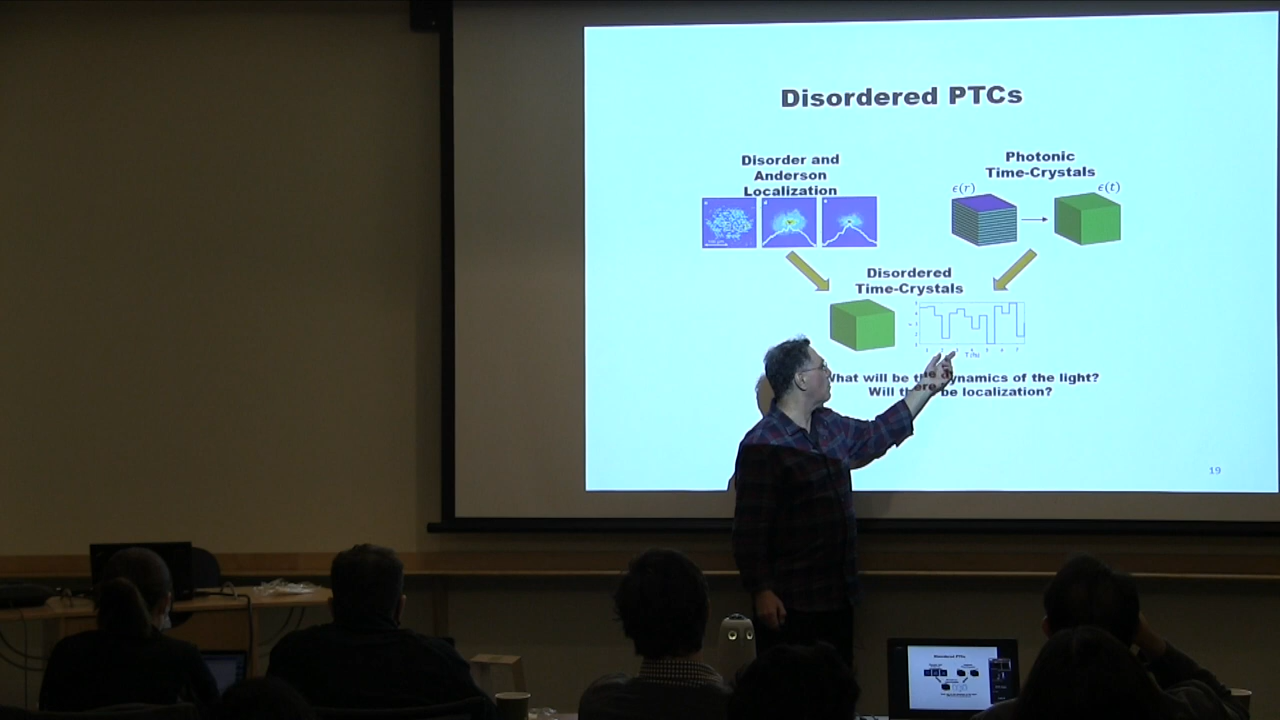 Disordered PTCs
Disorder and
Anderson
Localization
Photonic
Time-Crystals
ϵ(r)
ϵ(t)
Disordered
Time-Crystals
What will be the dynamics of the light?
Will there be localization?
19